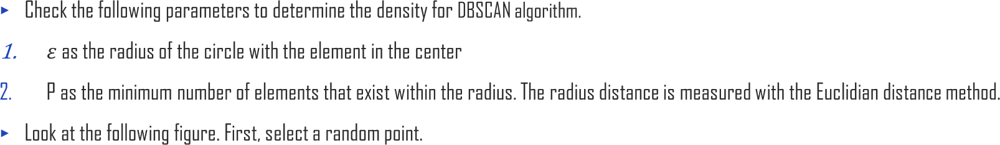 ▸ Check the following parameters to determine the density for DBSCAN algorithm.
1. ε as the radius of the circle with the element in the center
2. P as the minimum number of elements that exist within the radius. The radius distance is measured with the Euclidian distance method.
▸ Look at the following figure. First, select a random point.